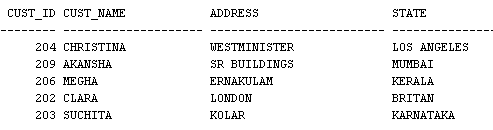 CUST_ID CUST_NAME ADDRESS STATE
204 CHRISTINA WESTMINISTER LOS ANGELES
209 AKANSHA SR BUILDINGS MUMBAI
206 MEGHA ERNAKULAM KERALA
202 CLARA LONDON BRITAN
203 SUCHITA KOLAR KARNATAKA